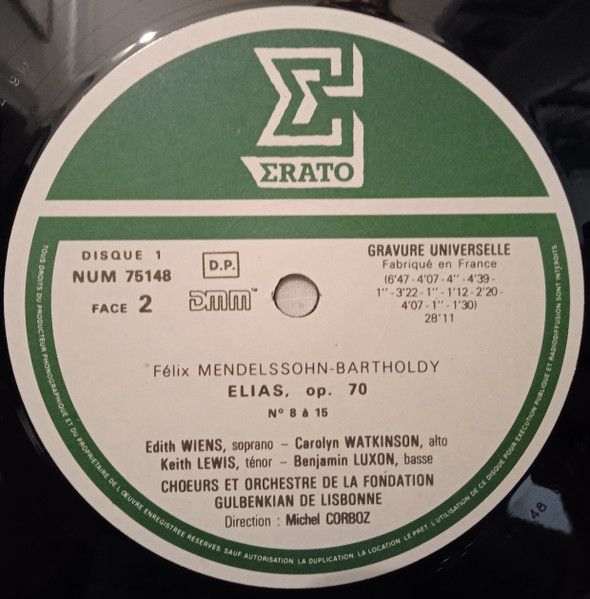 ΣRATO
DISQUE 1
NUM 75148
FACE 2
D.P.
DMM™
GRAVURE UNIVERSELLE
Fabriqué en France
(6'47 - 4'07 - 4'' - 4'39 -
1'' - 3'22 - 1'' - 1'12 - 2'20 -
4'07 - 1'' - 1'30)
28'11
Félix MENDELSSOHN-BARTHOLDY
ELIAS, op. 70
N° 8 à 15
Edith WIENS, soprano – Carolyn WATKINSON, alto
Keith LEWIS, ténor – Benjamin LUXON, basse
CHOEURS ET ORCHESTRE DE LA FONDATION
GULBENKIAN DE LISBONNE
Direction : Michel CORBOZ
TOUS DROITS DU PRODUCTEUR PHONOGRAPHIQUE ET DU PROPRIETAIRE DE L'ŒUVRE ENREGISTREE RESERVES. SAUF AUTORISATION LA DUPLICATION, LA LOCATION, LE PRET, L'UTILISATION DE CE DISQUE POUR EXECUTION PUBLIQUE ET RADIODIFFUSION SONT INTERDITS
48